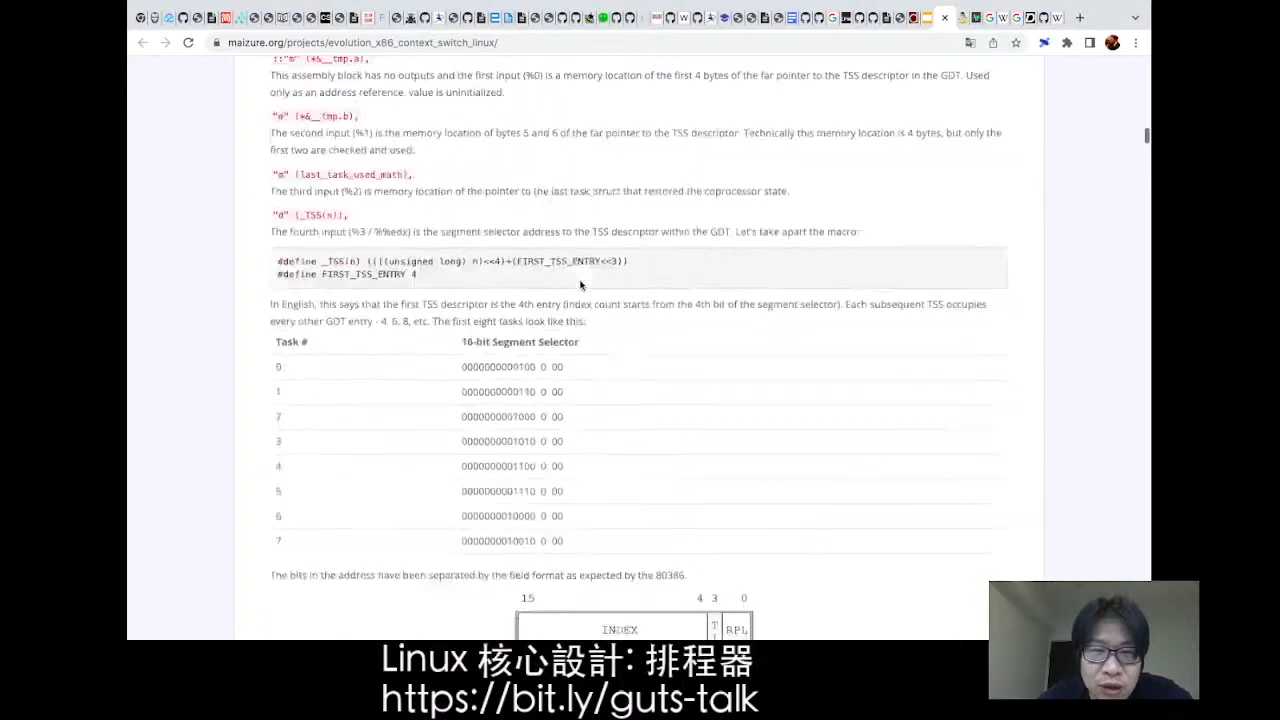 maizure.org/projects/evolution_x86_context_switch_linux/
::"m" (*&__tmp.a),
This assembly block has no outputs and the first input (%0) is a memory location of the first 4 bytes of the far pointer to the TSS descriptor in the GDT. Used
only as an address reference, value is uninitialized.
"m" (*&__tmp.b),
The second input (%1) is the memory location of bytes 5 and 6 of the far pointer to the TSS descriptor. Technically this memory location is 4 bytes, but only the
first two are checked and used.
"m" (last_task_used_math),
The third input (%2) is memory location of the pointer to the last task_struct that restored the coprocessor state.
"d" (_TSS(n)),
The fourth input (%3 / %%edx) is the segment selector address to the TSS descriptor within the GDT. Let's take apart the macro:
#define _TSS(n) ((((unsigned long) n)<<4)+(FIRST_TSS_ENTRY<<3))
#define FIRST_TSS_ENTRY 4
In English, this says that the first TSS descriptor is the 4th entry (index count starts from the 4th bit of the segment selector). Each subsequent TSS occupies
every other GDT entry - 4, 6, 8, etc. The first eight tasks look like this:
Task # 16-bit Segment Selector
0 0000000000100 0 00
1 0000000000110 0 00
2 0000000001000 0 00
3 0000000001010 0 00
4 0000000001100 0 00
5 0000000001110 0 00
6 0000000010000 0 00
7 0000000010010 0 00
The bits in the address have been separated by the field format as expected by the 80386.
15 4 3 0
INDEX T RPL
Linux 核心設計: 排程器
https://bit.ly/guts-talk